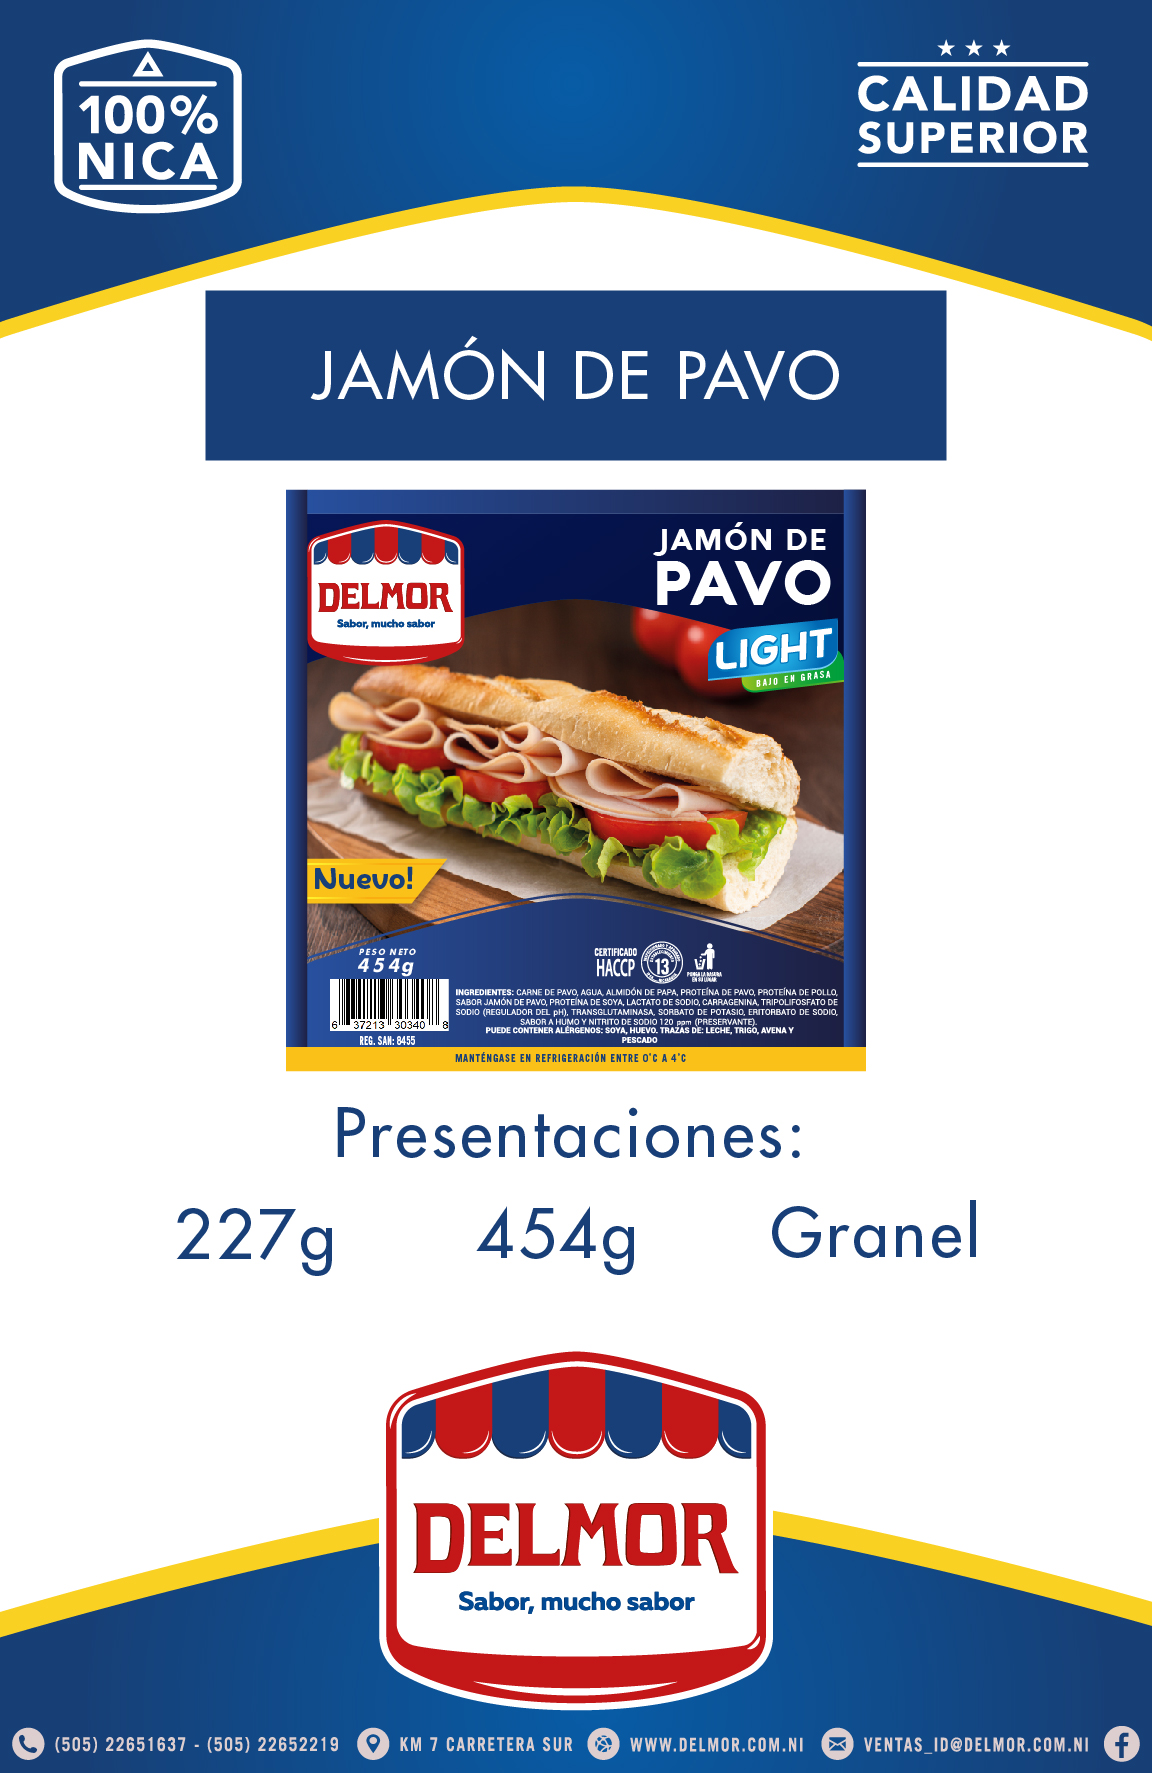 100%
NICA
CALIDAD
SUPERIOR
JAMÓN DE PAVO
DELMOR
Sabor, mucho sabor
JAMÓN DE
PAVO
LIGHT
BAJO EN GRASA
Nuevo!
PESO NETO
454g
CERTIFICADO
HACCP
13
PONGA LA BASURA
EN SU LUGAR
6 37213 30340 8
REG. SAN: 8455
INGREDIENTES: CARNE DE PAVO, AGUA, ALMIDÓN DE PAPA, PROTEÍNA DE PAVO, PROTEÍNA DE POLLO,
SABOR JAMÓN DE PAVO, PROTEÍNA DE SOYA, LACTATO DE SODIO, CARRAGENINA, TRIPOLIFOSFATO DE
SODIO (REGULADOR DEL pH), TRANSGLUTAMINASA, SORBATO DE POTASIO, ERITORBATO DE SODIO,
SABOR A HUMO Y NITRITO DE SODIO 120 ppm (PRESERVANTE).
PUEDE CONTENER ALÉRGENOS: SOYA, HUEVO. TRAZAS DE: LECHE, TRIGO, AVENA Y
PESCADO
MANTÉNGASE EN REFRIGERACIÓN ENTRE 0°C A 4°C
Presentaciones:
227g 454g Granel
DELMOR
Sabor, mucho sabor
(505) 22651637 - (505) 22652219 KM 7 CARRETERA SUR WWW.DELMOR.COM.NI VENTAS_ID@DELMOR.COM.NI